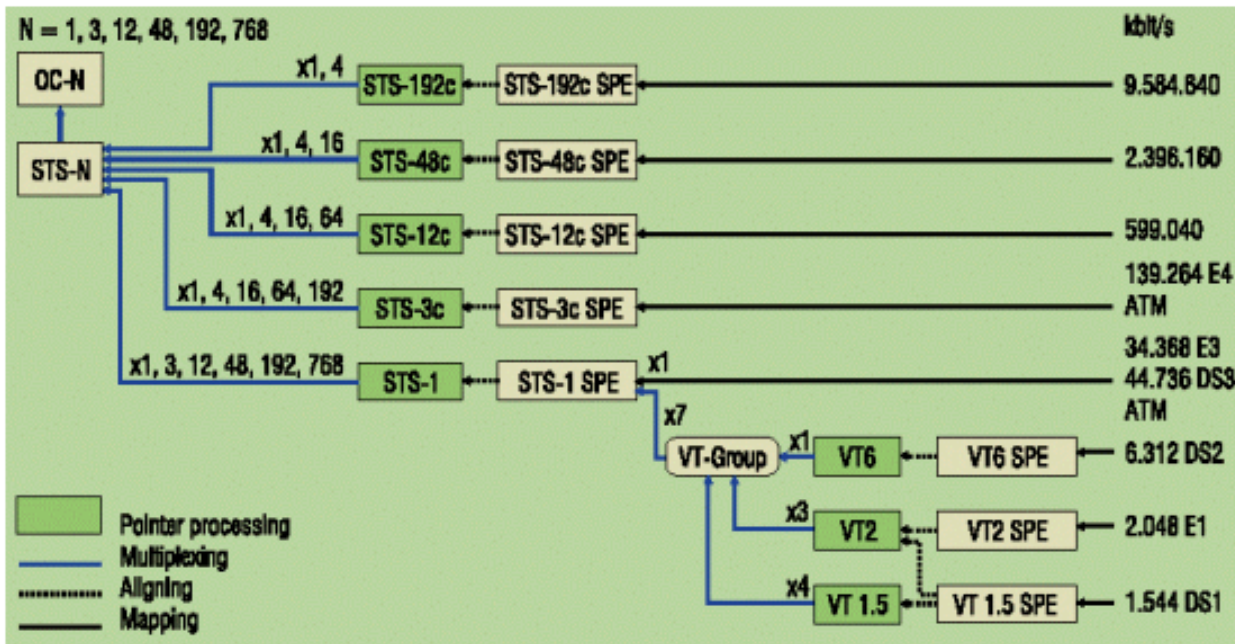 N = 1, 3, 12, 48, 192, 768
kbit/s
OC-N
x1, 4
STS-192c
STS-192c SPE
9.584.640
STS-N
x1, 4, 16
STS-48c
STS-48c SPE
2.396.160
x1, 4, 16, 64
STS-12c
STS-12c SPE
599.040
x1, 4, 16, 64, 192
STS-3c
STS-3c SPE
139.264 E4
ATM
x1, 3, 12, 48, 192, 768
STS-1
STS-1 SPE
x1
34.368 E3
44.736 DS3
ATM
x7
VT-Group
x1
VT6
VT6 SPE
6.312 DS2
x3
VT2
VT2 SPE
2.048 E1
x4
VT 1.5
VT 1.5 SPE
1.544 DS1
Pointer processing
Multiplexing
Aligning
Mapping